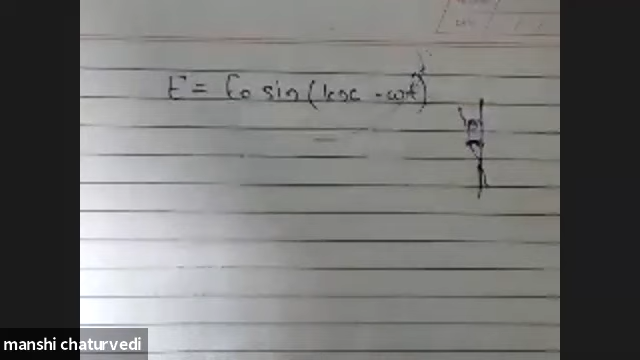 E = E₀ sin(kx - ωt)
manshi chaturvedi